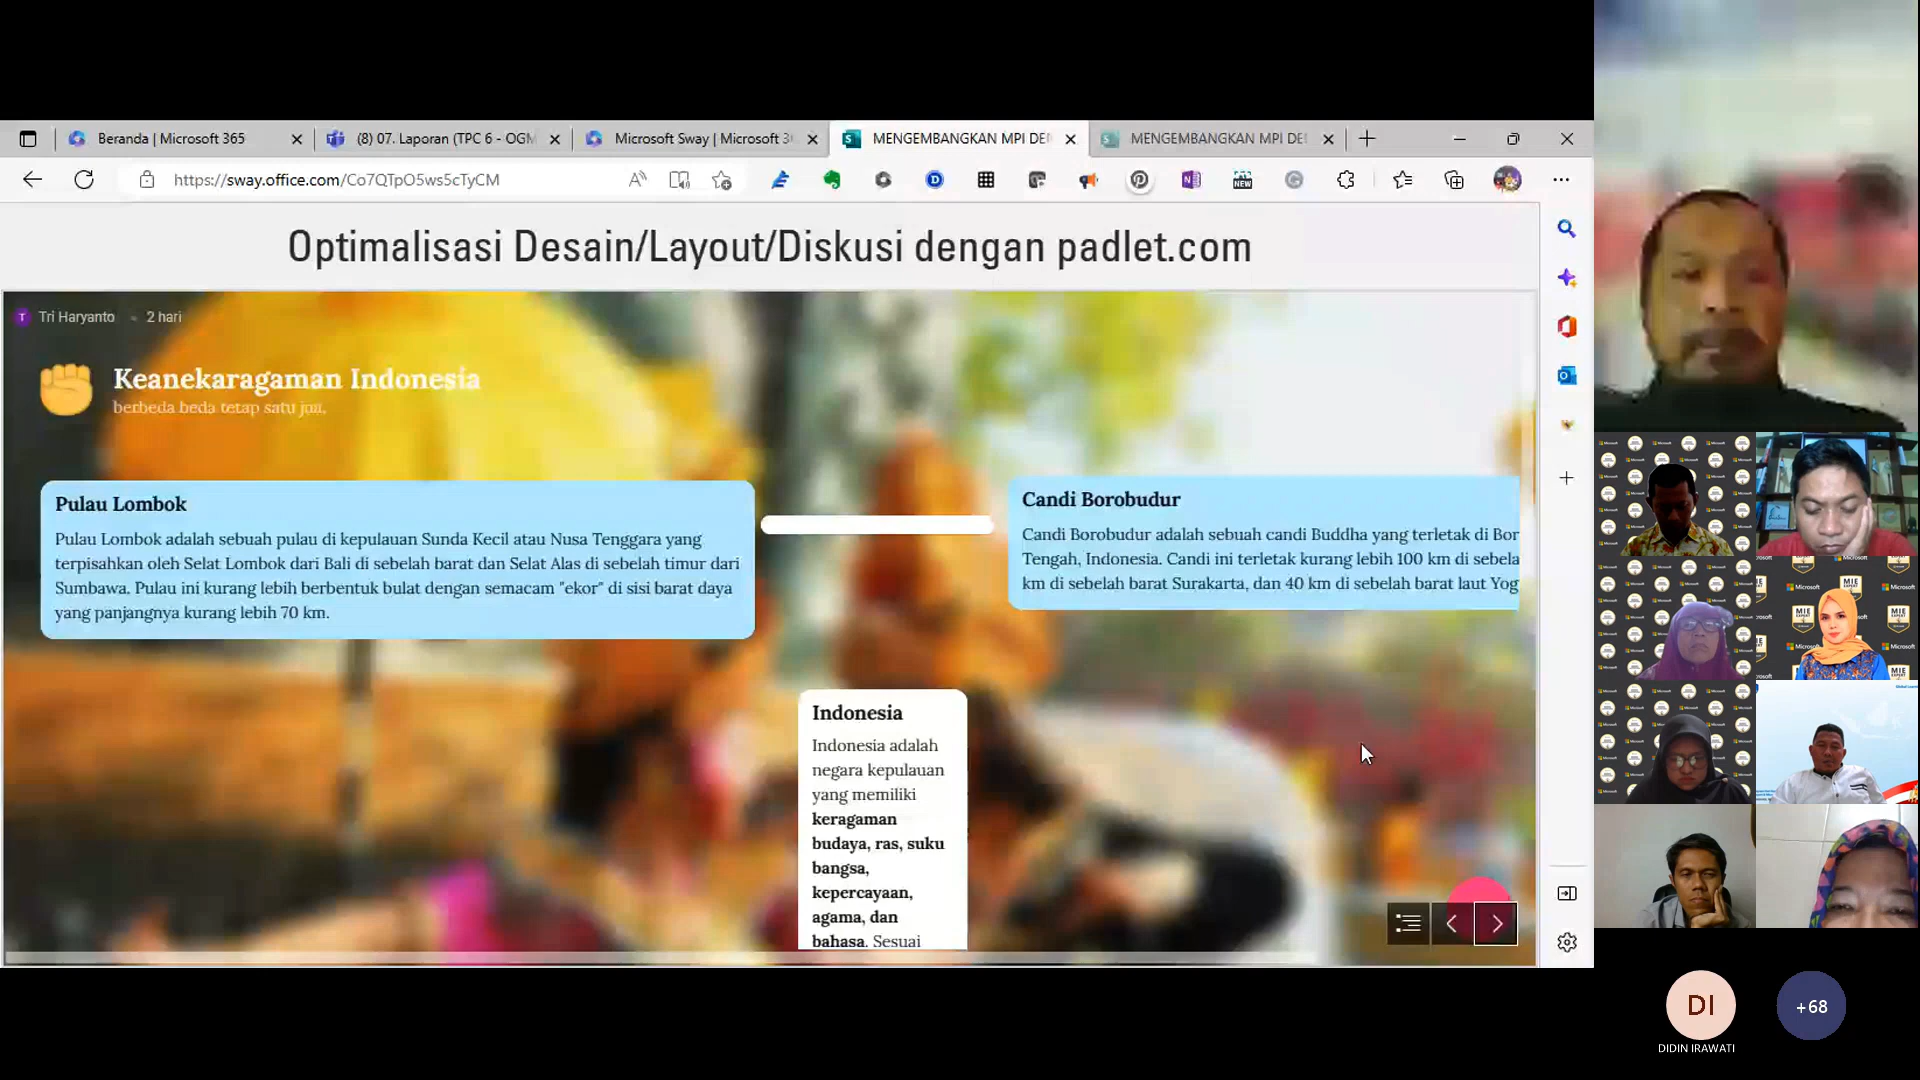 Beranda | Microsoft 365
(8) 07. Laporan (TPC 6 - OGM
Microsoft Sway | Microsoft 3
MENGEMBANGKAN MPI DE
MENGEMBANGKAN MPI DE
https://sway.office.com/Co7QTpO5ws5cTyCM
NEW
Optimalisasi Desain/Layout/Diskusi dengan padlet.com
T Tri Haryanto 2 hari
Keanekaragaman Indonesia
berbeda beda tetap satu jua.
Pulau Lombok
Pulau Lombok adalah sebuah pulau di kepulauan Sunda Kecil atau Nusa Tenggara yang
terpisahkan oleh Selat Lombok dari Bali di sebelah barat dan Selat Alas di sebelah timur dari
Sumbawa. Pulau ini kurang lebih berbentuk bulat dengan semacam "ekor" di sisi barat daya
yang panjangnya kurang lebih 70 km.
Candi Borobudur
Candi Borobudur adalah sebuah candi Buddha yang terletak di Bor
Tengah, Indonesia. Candi ini terletak kurang lebih 100 km di sebela
km di sebelah barat Surakarta, dan 40 km di sebelah barat laut Yog
Indonesia
Indonesia adalah
negara kepulauan
yang memiliki
keragaman
budaya, ras, suku
bangsa,
kepercayaan,
agama, dan
bahasa. Sesuai
Microsoft
MIE
EXPERT
Microsoft
DI
DIDIN IRAWATI
+68